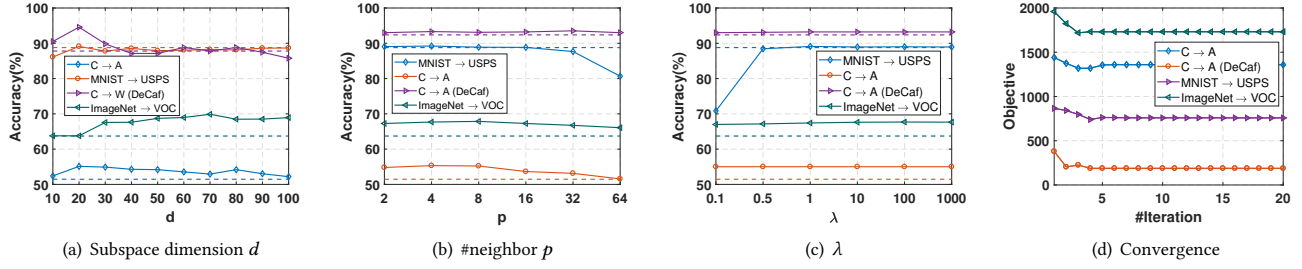 Accuracy(%)
100
90
80
70
60
50
C → A
MNIST → USPS
C → W (DeCaf)
ImageNet → VOC
10 20 30 40 50 60 70 80 90 100
d
(a) Subspace dimension d
Accuracy(%)
100
90
80
70
60
50
MNIST → USPS
C → A
C → A (DeCaf)
ImageNet → VOC
2 4 8 16 32 64
p
(b) #neighbor p
Accuracy(%)
100
90
80
70
60
50
MNIST → USPS
C → A
C → A (DeCaf)
ImageNet → VOC
0.1 0.5 1 10 100 1000
λ
(c) λ
Objective
2000
1500
1000
500
0
C → A
C → A (DeCaf)
MNIST → USPS
ImageNet → VOC
5 10 15 20
#Iteration
(d) Convergence